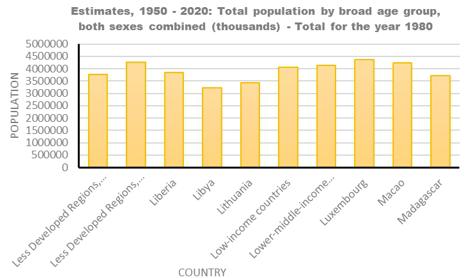 Estimates, 1950 - 2020: Total population by broad age group,
both sexes combined (thousands) - Total for the year 1980
POPULATION
5000000
4500000
4000000
3500000
3000000
2500000
2000000
1500000
1000000
500000
0
Less Developed Regions,...
Less Developed Regions,...
Liberia
Libya
Lithuania
Low-income countries
Lower-middle-income...
Luxembourg
Macao
Madagascar
COUNTRY